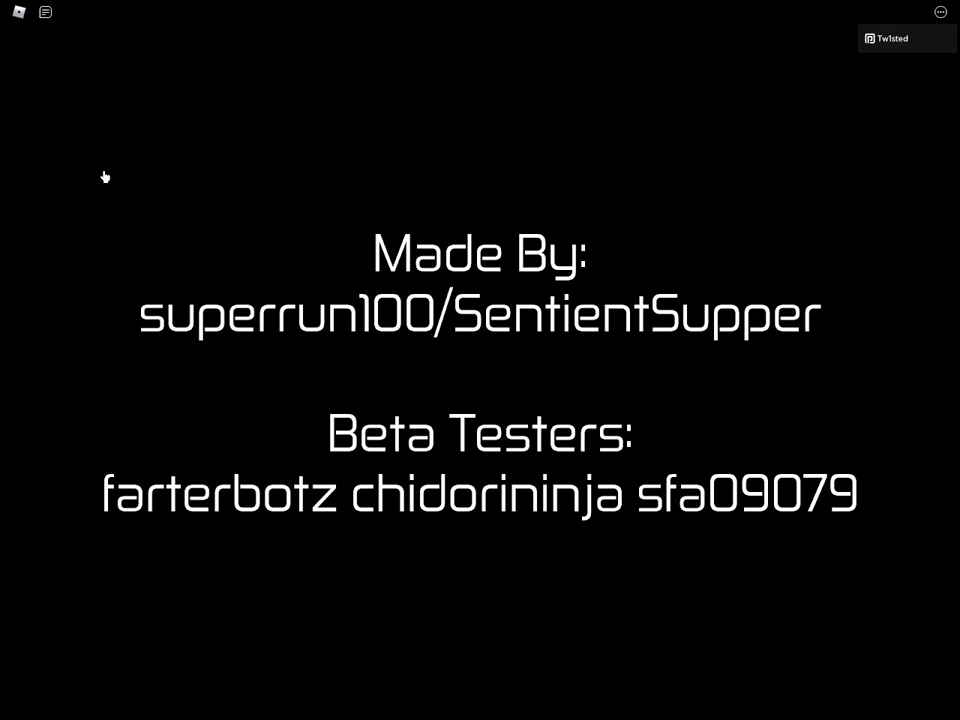 Tw1sted
Made By:
superrun100/SentientSupper
Beta Testers:
farterbotz chidorininja sfa09079